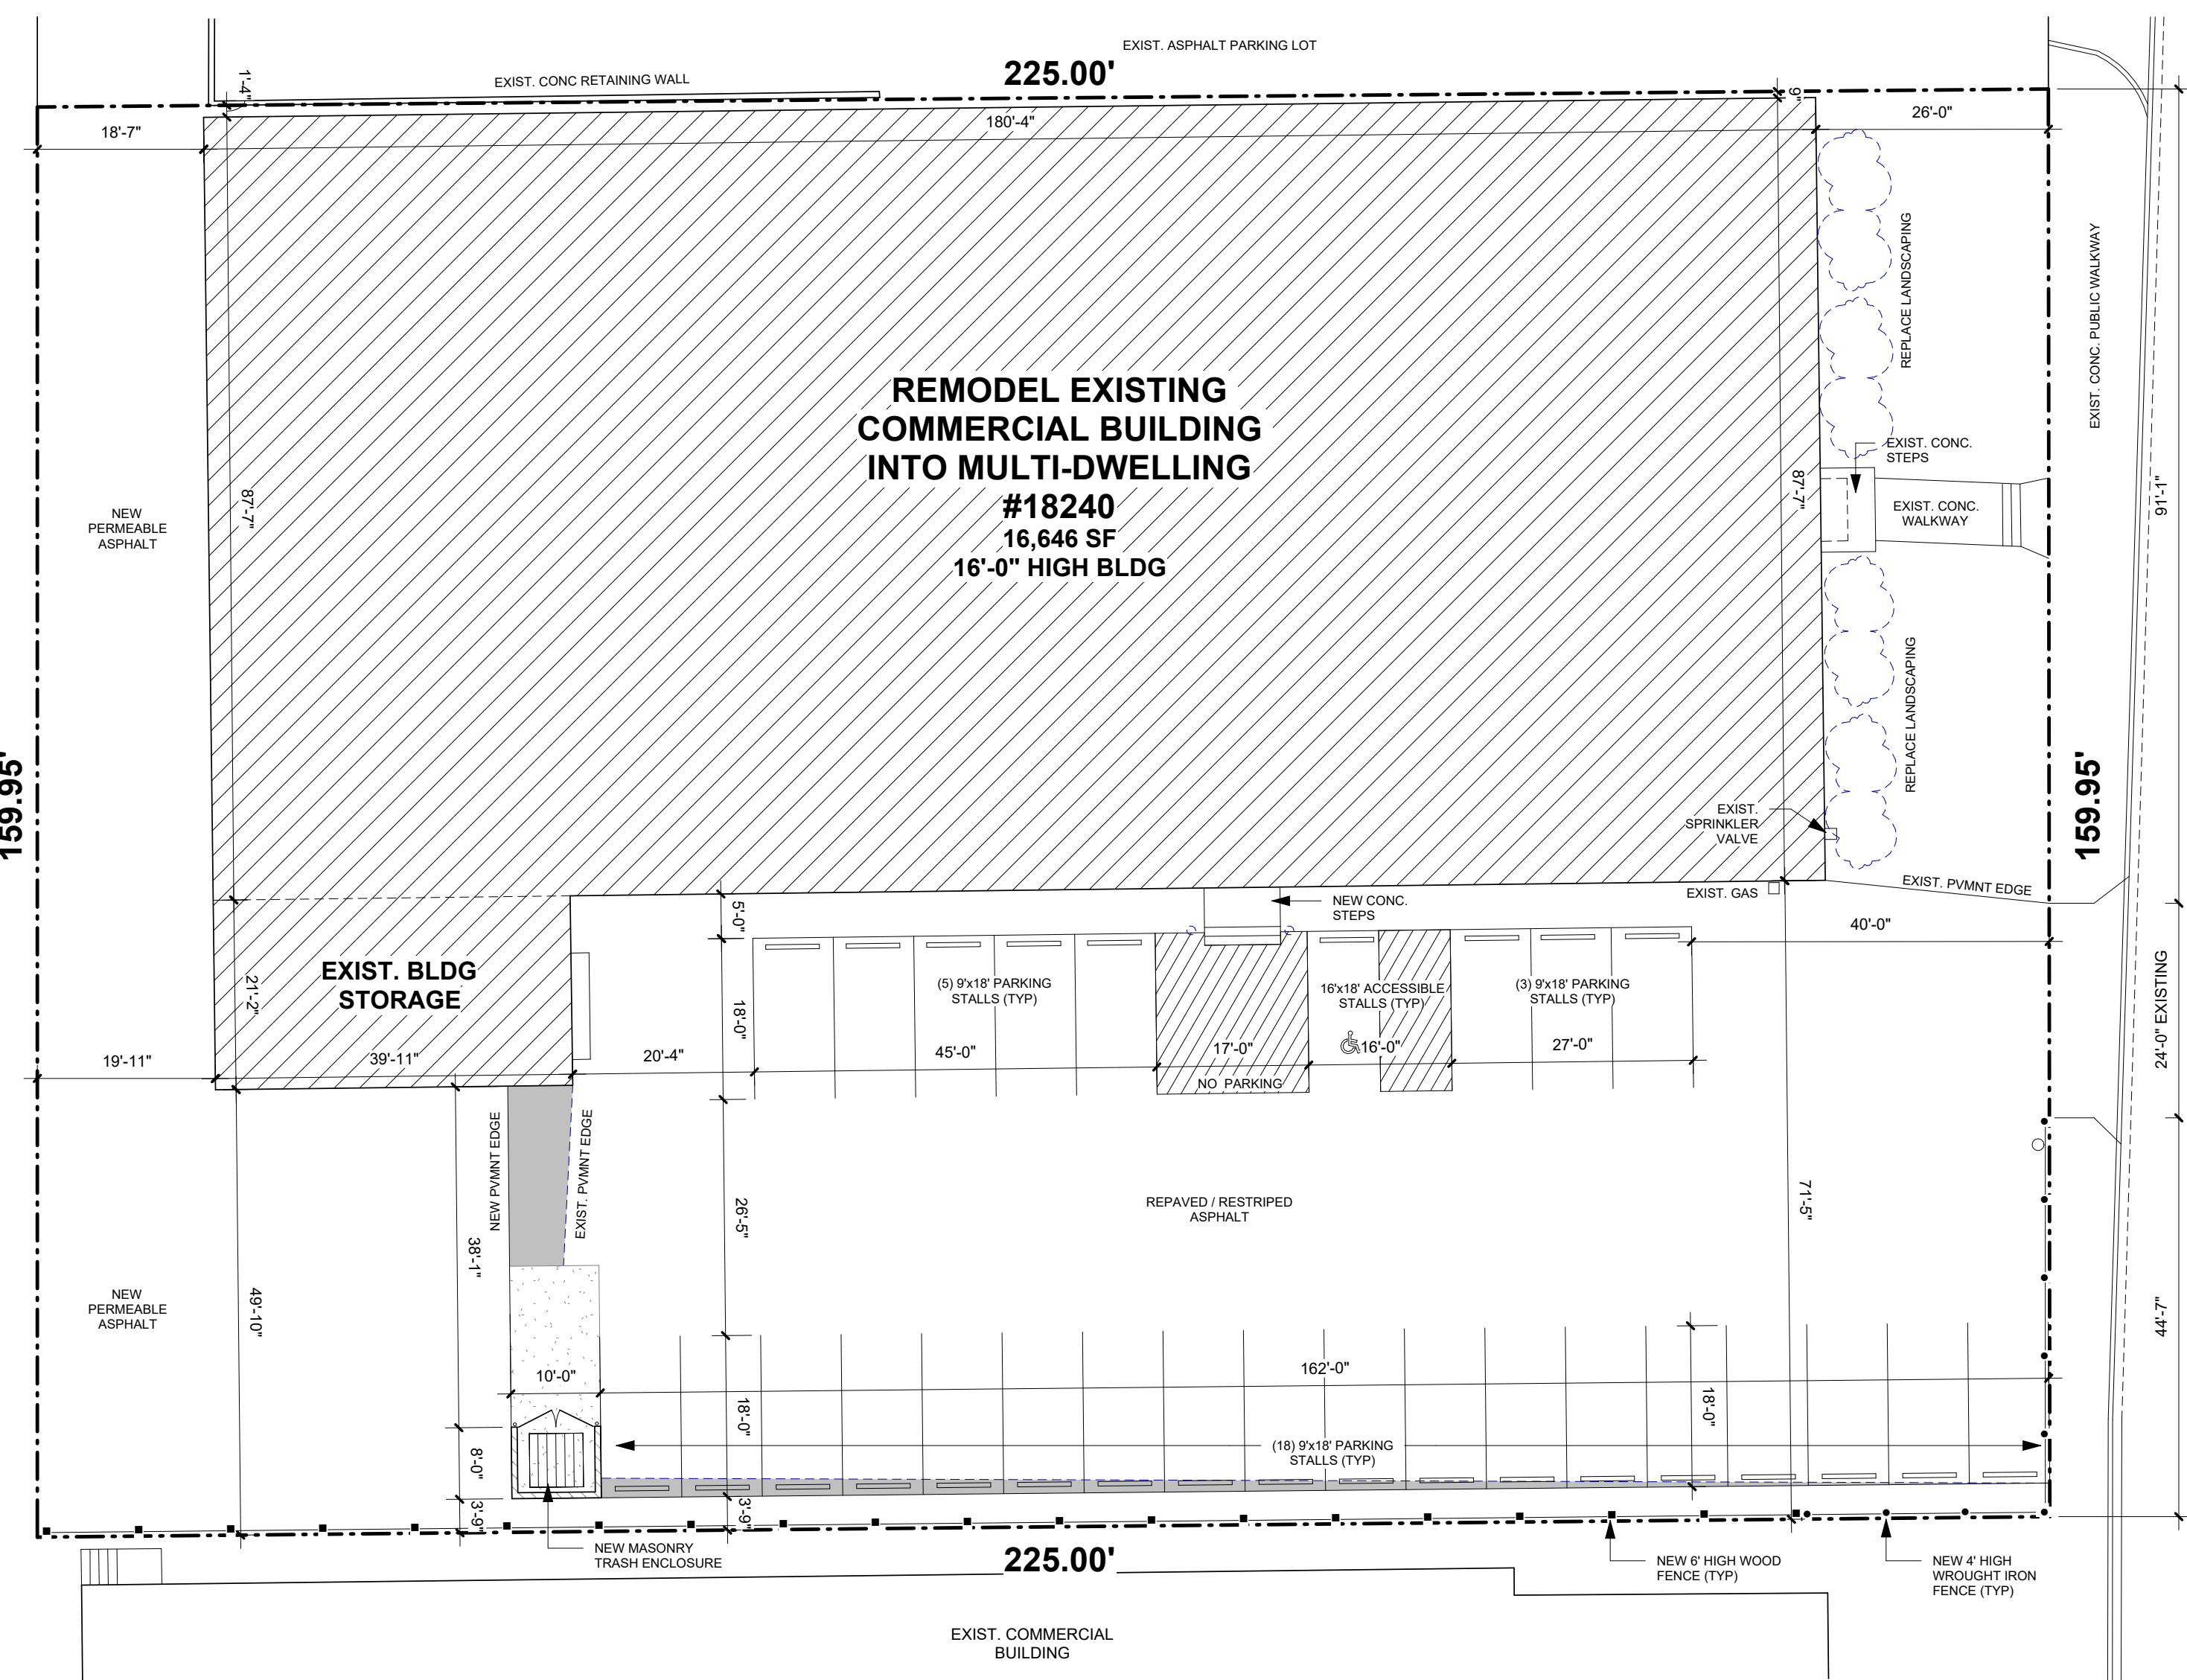 EXIST. ASPHALT PARKING LOT
225.00'
EXIST. CONC RETAINING WALL
1'-4"
9"
18'-7"
180'-4"
26'-0"
REPLACE LANDSCAPING
EXIST. CONC. PUBLIC WALKWAY
REMODEL EXISTING
COMMERCIAL BUILDING
INTO MULTI-DWELLING
#18240
16,646 SF
16'-0" HIGH BLDG
EXIST. CONC.
STEPS
87'-7"
87'-7"
91'-1"
NEW
PERMEABLE
ASPHALT
EXIST. CONC.
WALKWAY
REPLACE LANDSCAPING
159.95'
159.95'
EXIST.
SPRINKLER
VALVE
EXIST. GAS
EXIST. PVMNT EDGE
NEW CONC.
STEPS
5'-0"
40'-0"
EXIST. BLDG
STORAGE
21'-2"
18'-0"
(5) 9'x18' PARKING
STALLS (TYP)
16'x18' ACCESSIBLE
STALLS (TYP)
(3) 9'x18' PARKING
STALLS (TYP)
24'-0" EXISTING
19'-11"
39'-11"
20'-4"
45'-0"
17'-0"
16'-0"
27'-0"
NO PARKING
NEW PVMNT EDGE
EXIST. PVMNT EDGE
26'-5"
REPAVED / RESTRIPED
ASPHALT
71'-5"
38'-1"
49'-10"
NEW
PERMEABLE
ASPHALT
44'-7"
10'-0"
162'-0"
18'-0"
18'-0"
8'-0"
(18) 9'x18' PARKING
STALLS (TYP)
3'-9"
3'-9"
NEW MASONRY
TRASH ENCLOSURE
225.00'
NEW 6' HIGH WOOD
FENCE (TYP)
NEW 4' HIGH
WROUGHT IRON
FENCE (TYP)
EXIST. COMMERCIAL
BUILDING